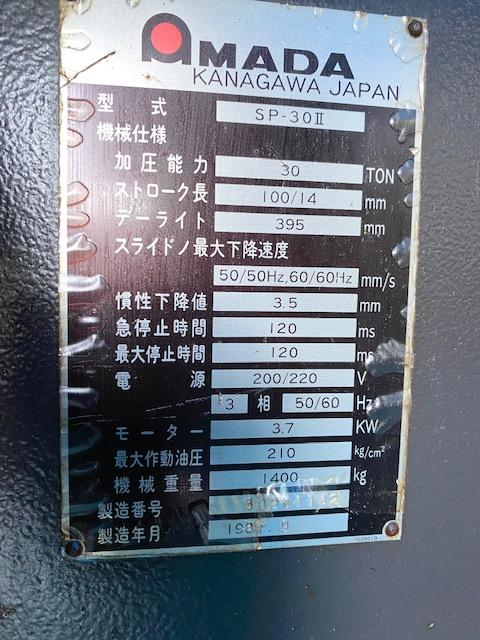 AMADA
KANAGAWA JAPAN
型式 SP-30II
機械仕様
加圧能力 30 TON
ストローク長 100/14 mm
デーライト 395 mm
スライドノ最大下降速度
50/50Hz,60/60Hz mm/s
慣性下降値 3.5 mm
急停止時間 120 ms
最大停止時間 120 ms
電源 200/220 V
3 相 50/60 Hz
モーター 3.7 KW
最大作動油圧 210 kg/cm²
機械重量 1400 kg
製造番号
製造年月